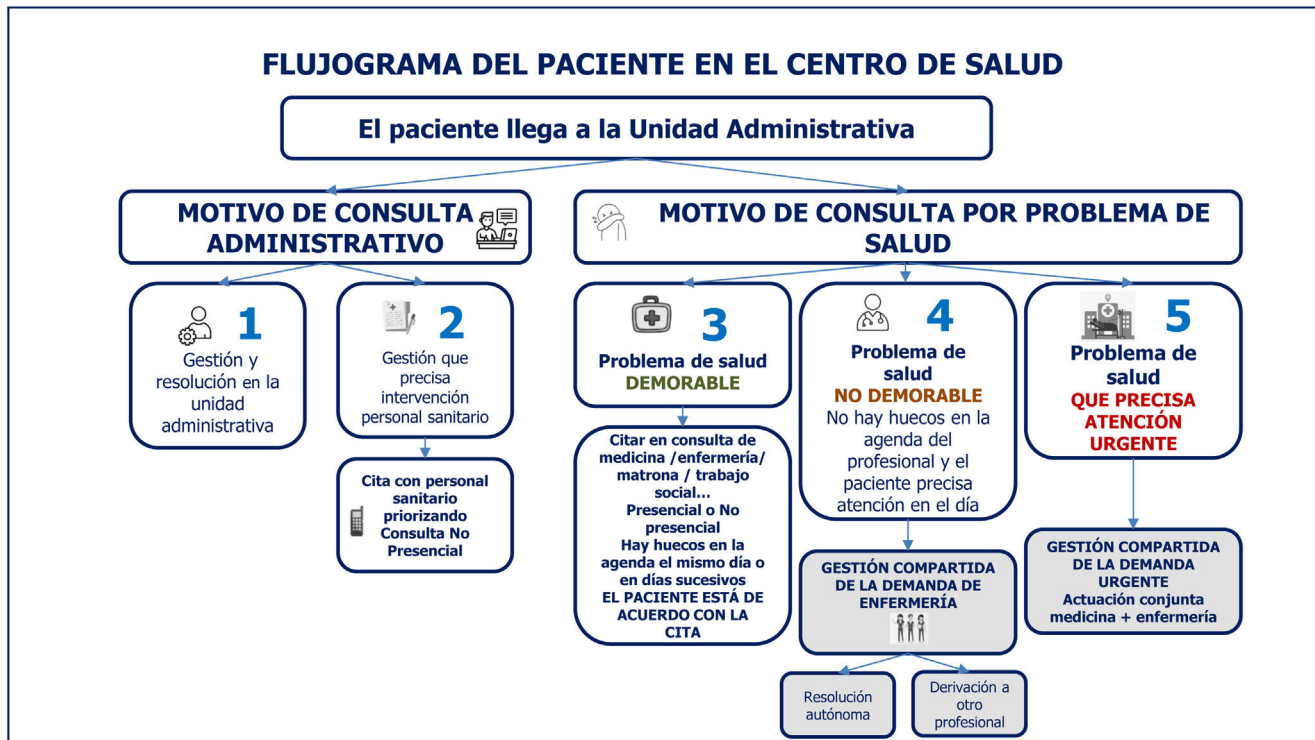 FLUJOGRAMA DEL PACIENTE EN EL CENTRO DE SALUD
El paciente llega a la Unidad Administrativa
MOTIVO DE CONSULTA
ADMINISTRATIVO
MOTIVO DE CONSULTA POR PROBLEMA DE
SALUD
1
Gestión y
resolución en la
unidad
administrativa
2
Gestión que
precisa
intervención
personal sanitario
Cita con personal
sanitario
priorizando
Consulta No
Presencial
3
Problema de salud
DEMORABLE
Citar en consulta de
medicina /enfermería/
matrona / trabajo
social...
Presencial o No
presencial
Hay huecos en la
agenda el mismo día o
en días sucesivos
EL PACIENTE ESTÁ DE
ACUERDO CON LA
CITA
4
Problema de
salud
NO DEMORABLE
No hay huecos en la
agenda del
profesional y el
paciente precisa
atención en el día
GESTIÓN COMPARTIDA
DE LA DEMANDA DE
ENFERMERÍA
Resolución
autónoma
Derivación a
otro
profesional
5
Problema de
salud
QUE PRECISA
ATENCIÓN
URGENTE
GESTIÓN COMPARTIDA
DE LA DEMANDA
URGENTE
Actuación conjunta
medicina + enfermería